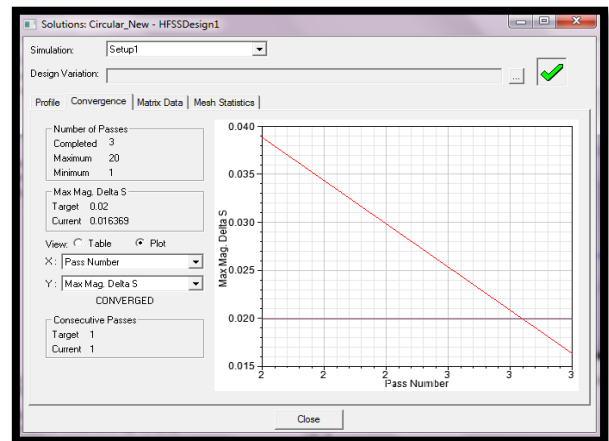 Solutions: Circular_New - HFSSDesign1
Simulation: Setup1
Design Variation:
...
Profile Convergence Matrix Data Mesh Statistics
Number of Passes
Completed 3
Maximum 20
Minimum 1
Max Mag. Delta S
Target 0.02
Current 0.016369
View: Table Plot
X: Pass Number
Y: Max Mag. Delta S
CONVERGED
Consecutive Passes
Target 1
Current 1
Max Mag. Delta S
0.040
0.035
0.030
0.025
0.020
0.015
2 2 2 3 3 3
Pass Number
Close